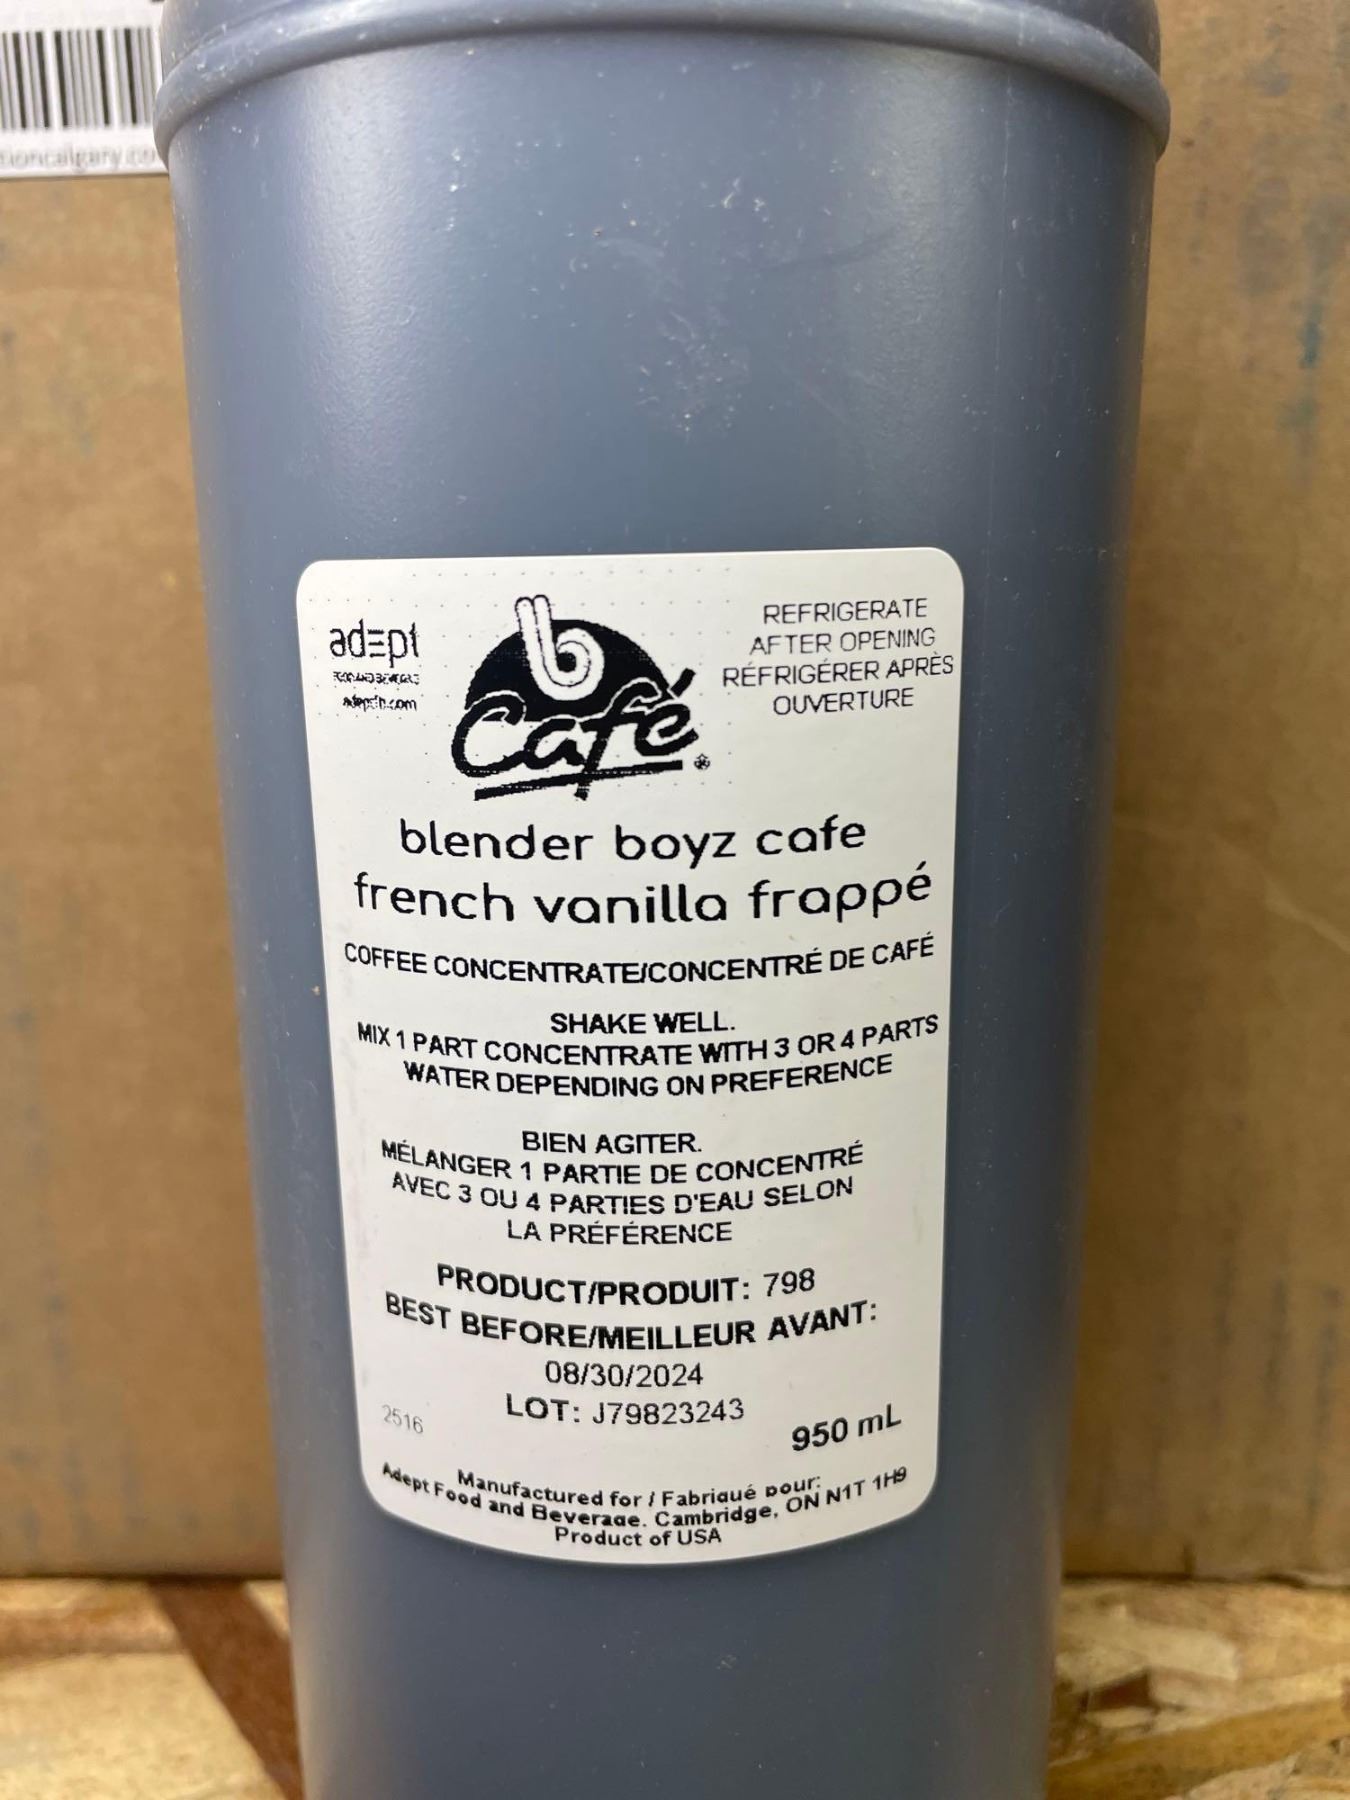 adept
b
Café
REFRIGERATE
AFTER OPENING
RÉFRIGÉRER APRÈS
OUVERTURE
blender boyz cafe
french vanilla frappé
COFFEE CONCENTRATE/CONCENTRÉ DE CAFÉ
SHAKE WELL.
MIX 1 PART CONCENTRATE WITH 3 OR 4 PARTS
WATER DEPENDING ON PREFERENCE
BIEN AGITER.
MÉLANGER 1 PARTIE DE CONCENTRÉ
AVEC 3 OU 4 PARTIES D'EAU SELON
LA PRÉFÉRENCE
PRODUCT/PRODUIT: 798
BEST BEFORE/MEILLEUR AVANT:
08/30/2024
LOT: J79823243
2516
950 mL
Manufactured for / Fabriqué pour:
Adept Food and Beverage, Cambridge, ON N1T 1H9
Product of USA